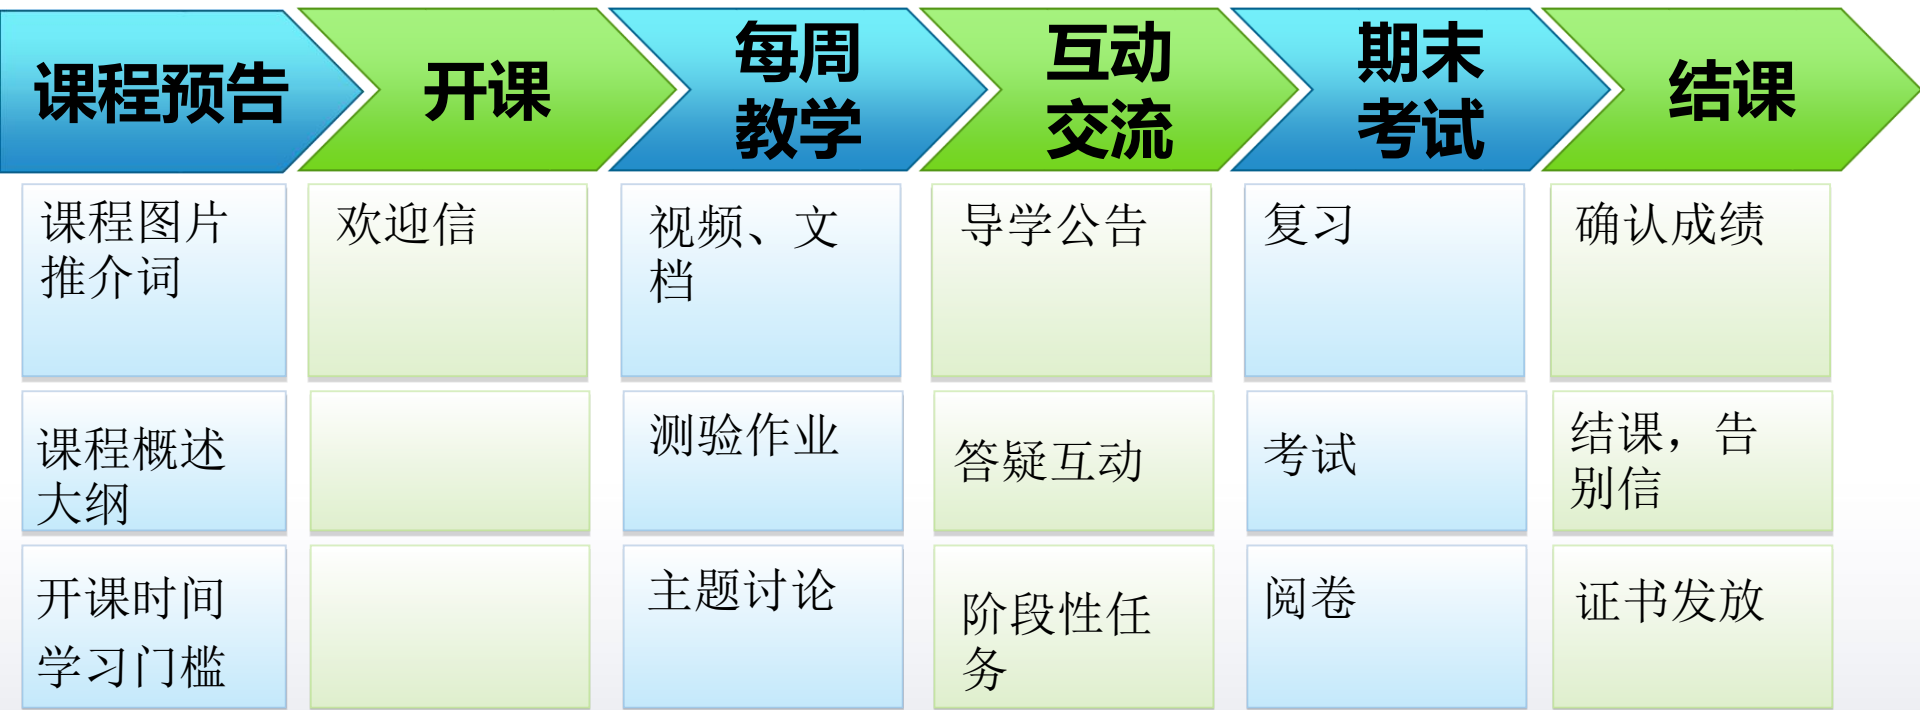 课程预告
开课
每周
教学
互动
交流
期末
考试
结课
课程图片
推介词
欢迎信
视频、文
档
导学公告
复习
确认成绩
课程概述
大纲
测验作业
答疑互动
考试
结课，告
别信
开课时间
学习门槛
主题讨论
阶段性任
务
阅卷
证书发放